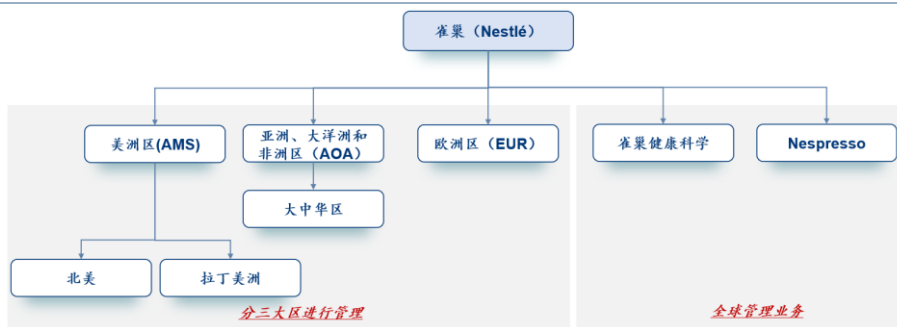 雀巢（Nestlé）
美洲区(AMS)
亚洲、大洋洲和
非洲区（AOA）
欧洲区（EUR）
雀巢健康科学
Nespresso
大中华区
北美
拉丁美洲
分三大区进行管理
全球管理业务